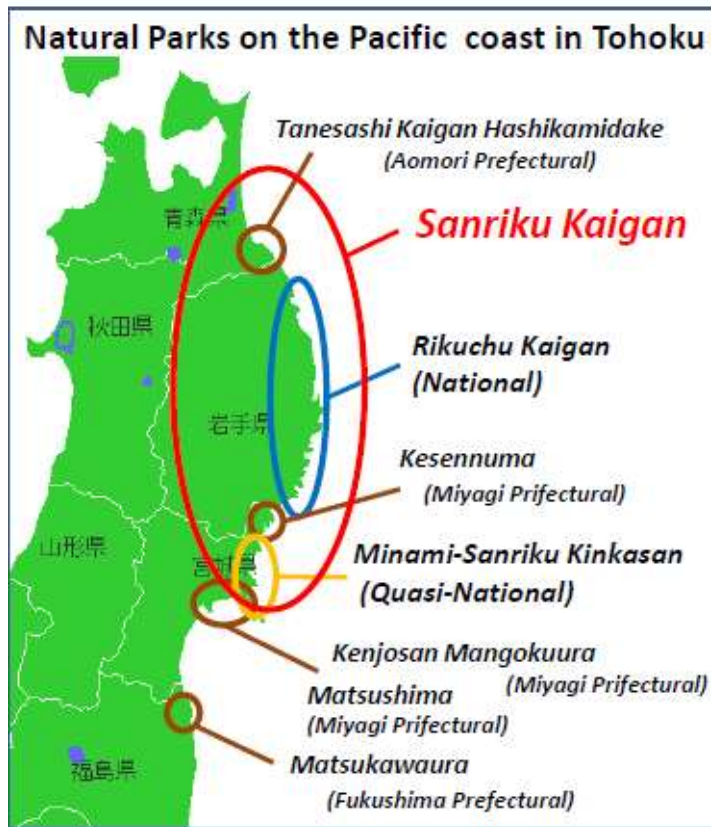 Natural Parks on the Pacific coast in Tohoku
Tanesashi Kaigan Hashikamidake
(Aomori Prefectural)
青森県
Sanriku Kaigan
秋田県
Rikuchu Kaigan
(National)
岩手県
Kesennuma
(Miyagi Prifectural)
山形県
宮城県
Minami-Sanriku Kinkasan
(Quasi-National)
Kenjosan Mangokuura
(Miyagi Prifectural)
Matsushima
(Miyagi Prifectural)
Matsukawaura
福島県
(Fukushima Prefectural)